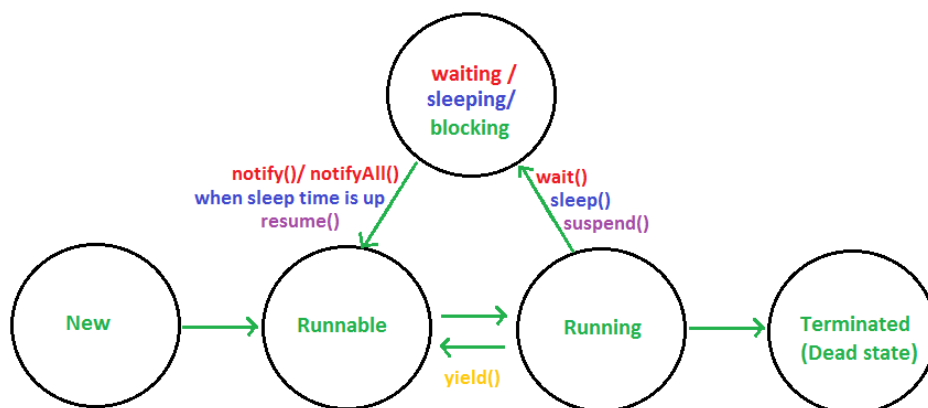 waiting /
sleeping/
blocking
notify()/ notifyAll()
when sleep time is up
resume()
wait()
sleep()
suspend()
New
Runnable
Running
Terminated
(Dead state)
yield()